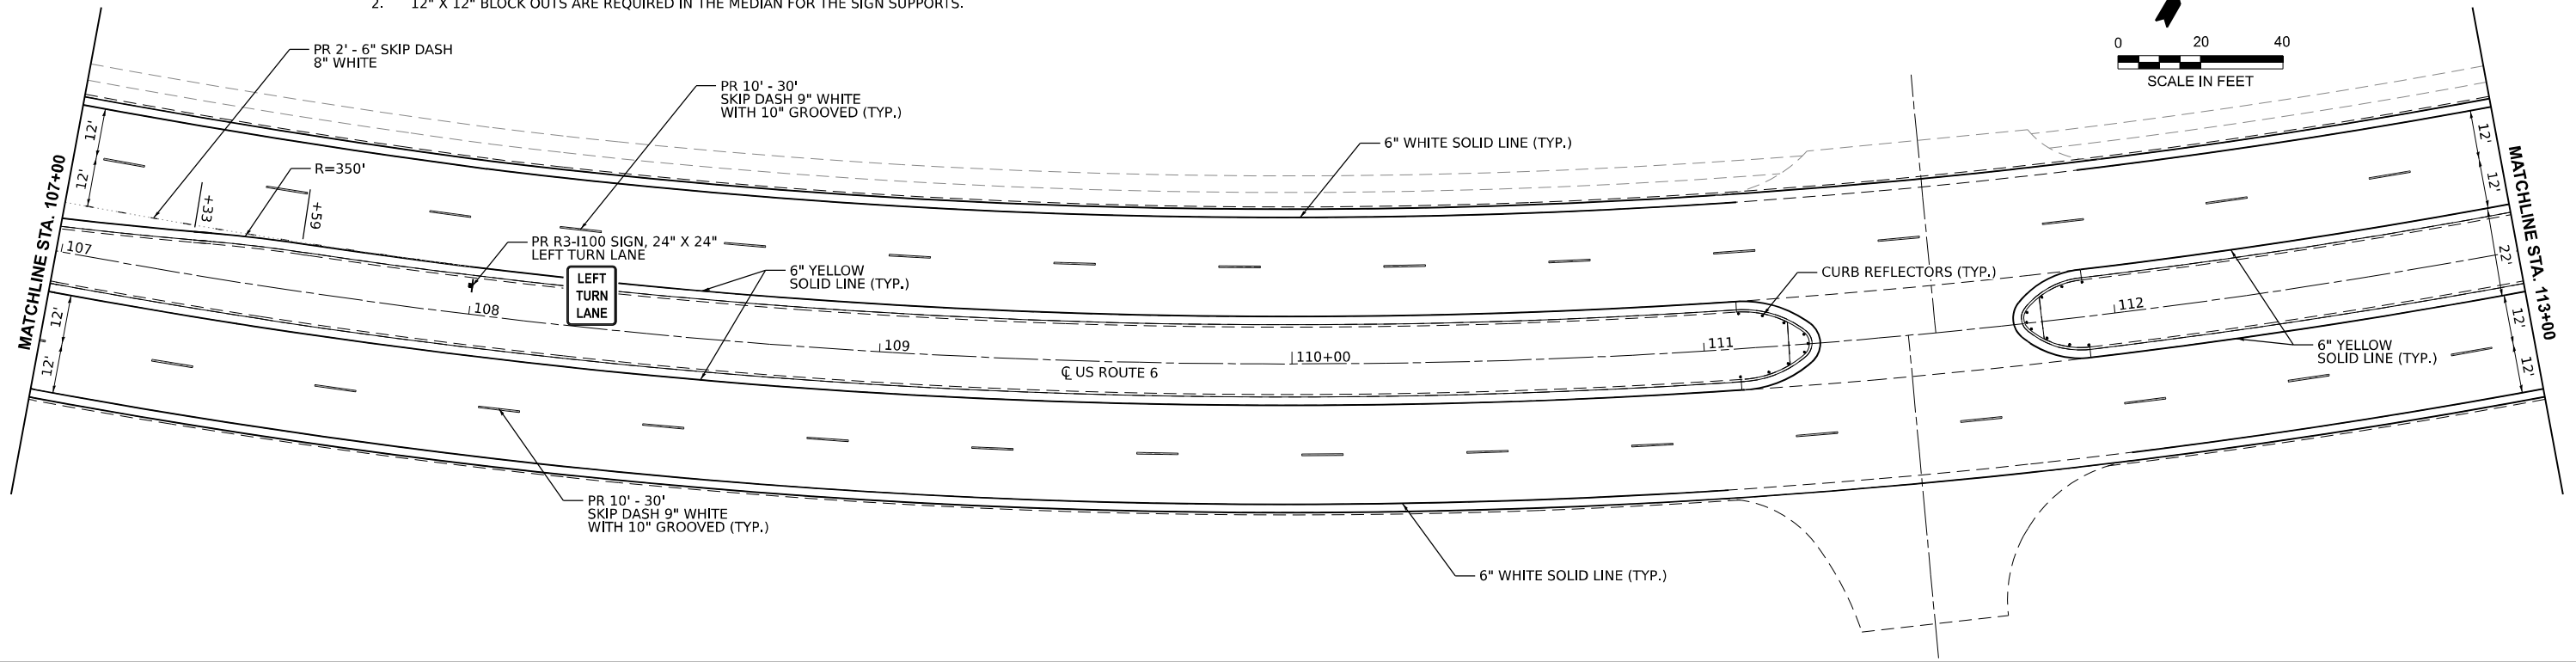 2. 12" X 12" BLOCK OUTS ARE REQUIRED IN THE MEDIAN FOR THE SIGN SUPPORTS.
PR 2' - 6" SKIP DASH
8" WHITE
PR 10' - 30'
SKIP DASH 9" WHITE
WITH 10" GROOVED (TYP.)
6" WHITE SOLID LINE (TYP.)
0 20 40
SCALE IN FEET
MATCHLINE STA. 107+00
12'
12'
R=350'
+33
+59
PR R3-I100 SIGN, 24" X 24"
LEFT TURN LANE
LEFT
TURN
LANE
6" YELLOW
SOLID LINE (TYP.)
CURB REFLECTORS (TYP.)
107
108
109
110+00
111
112
℄ US ROUTE 6
12'
12'
12'
12'
22'
12'
12'
MATCHLINE STA. 113+00
6" YELLOW
SOLID LINE (TYP.)
PR 10' - 30'
SKIP DASH 9" WHITE
WITH 10" GROOVED (TYP.)
6" WHITE SOLID LINE (TYP.)